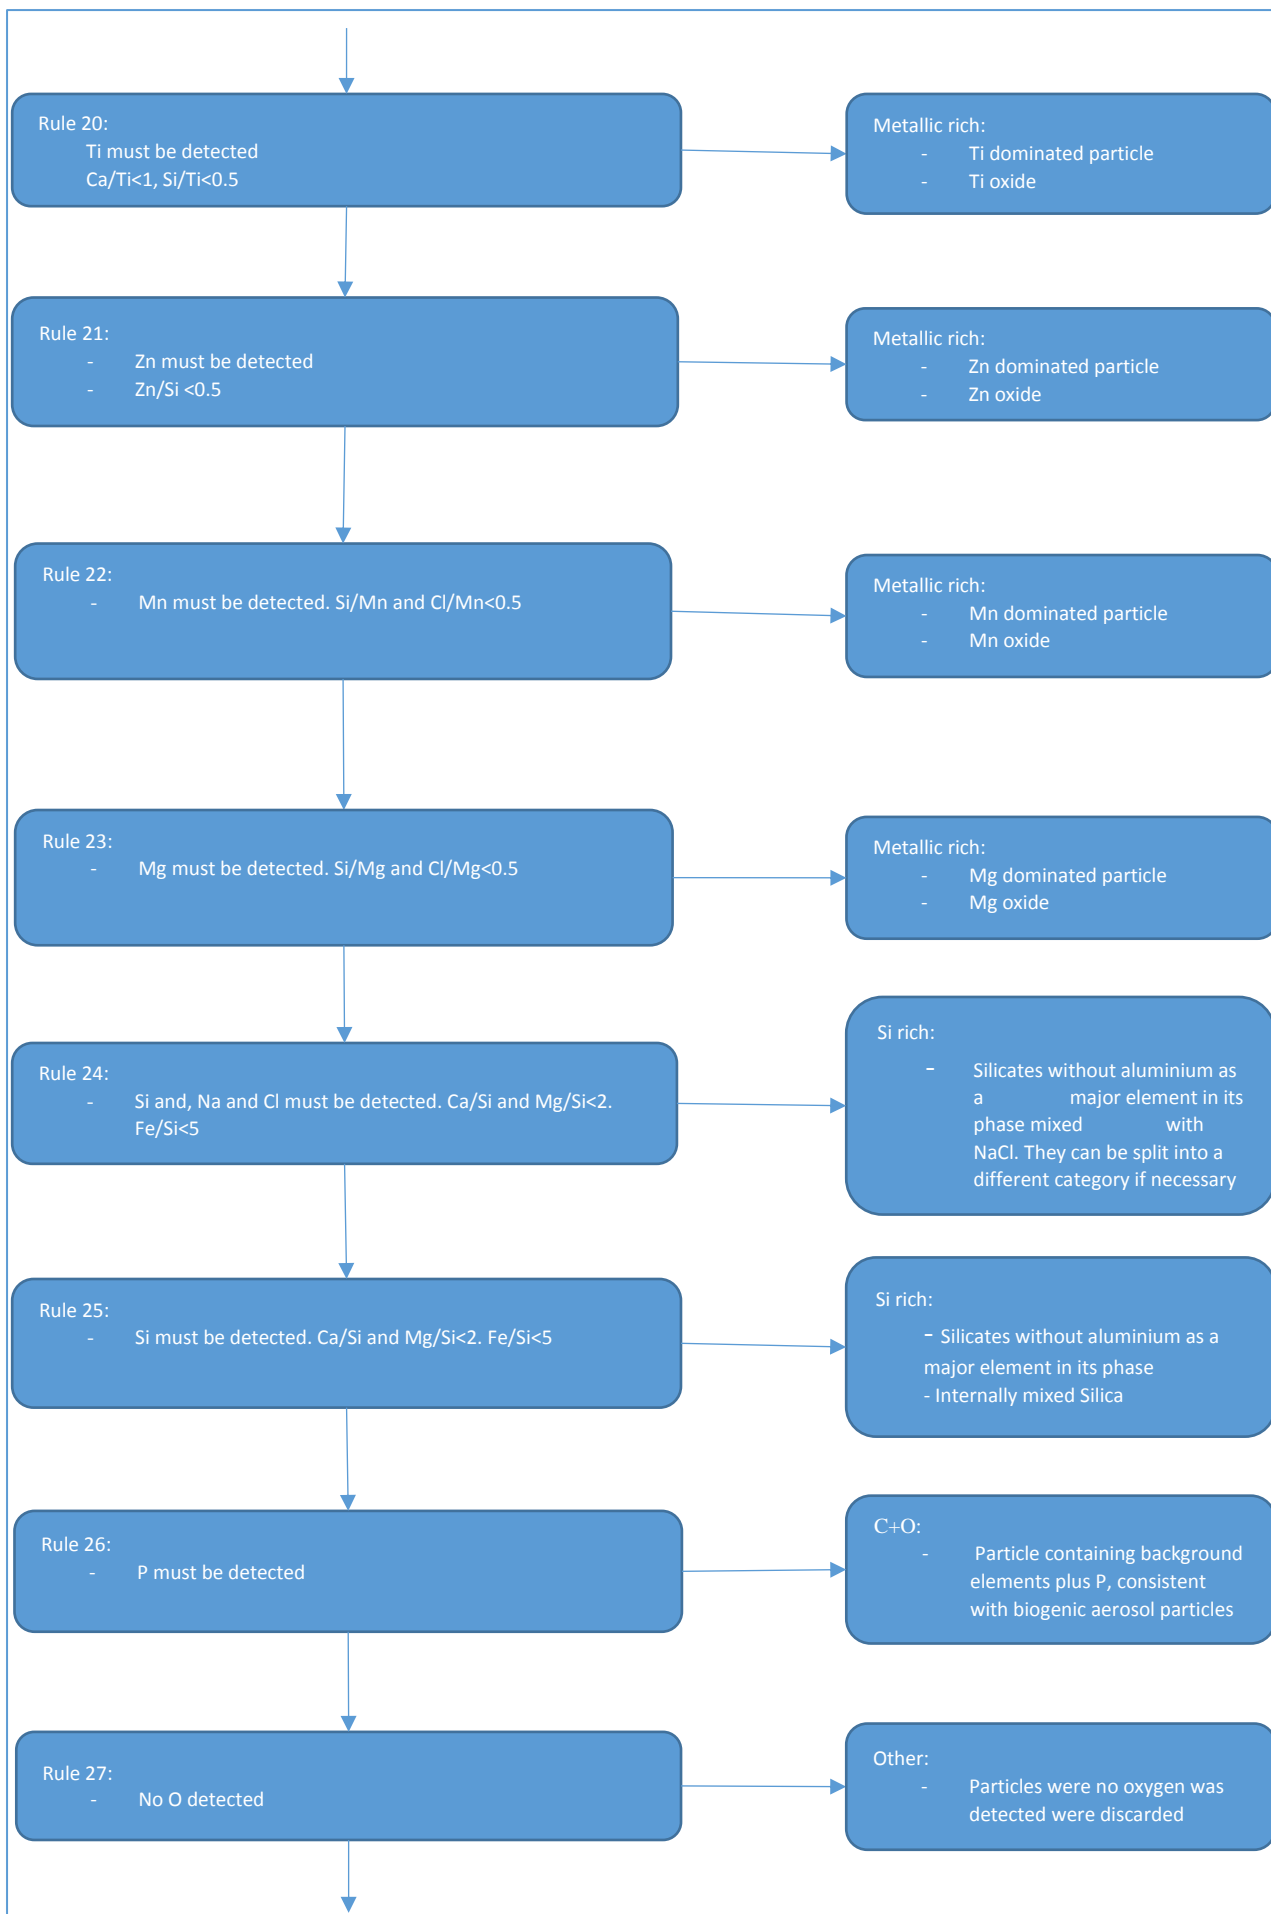 Rule 20:
Ti must be detected
Ca/Ti<1, Si/Ti<0.5
Metallic rich:
- Ti dominated particle
- Ti oxide
Rule 21:
- Zn must be detected
- Zn/Si <0.5
Metallic rich:
- Zn dominated particle
- Zn oxide
Rule 22:
- Mn must be detected. Si/Mn and Cl/Mn<0.5
Metallic rich:
- Mn dominated particle
- Mn oxide
Rule 23:
- Mg must be detected. Si/Mg and Cl/Mg<0.5
Metallic rich:
- Mg dominated particle
- Mg oxide
Rule 24:
- Si and, Na and Cl must be detected. Ca/Si and Mg/Si<2.
Fe/Si<5
Si rich:
- Silicates without aluminium as
a major element in its
phase mixed with
NaCl. They can be split into a
different category if necessary
Rule 25:
- Si must be detected. Ca/Si and Mg/Si<2. Fe/Si<5
Si rich:
- Silicates without aluminium as a
major element in its phase
- Internally mixed Silica
Rule 26:
- P must be detected
C+O:
- Particle containing background
elements plus P, consistent
with biogenic aerosol particles
Rule 27:
- No O detected
Other:
- Particles were no oxygen was
detected were discarded